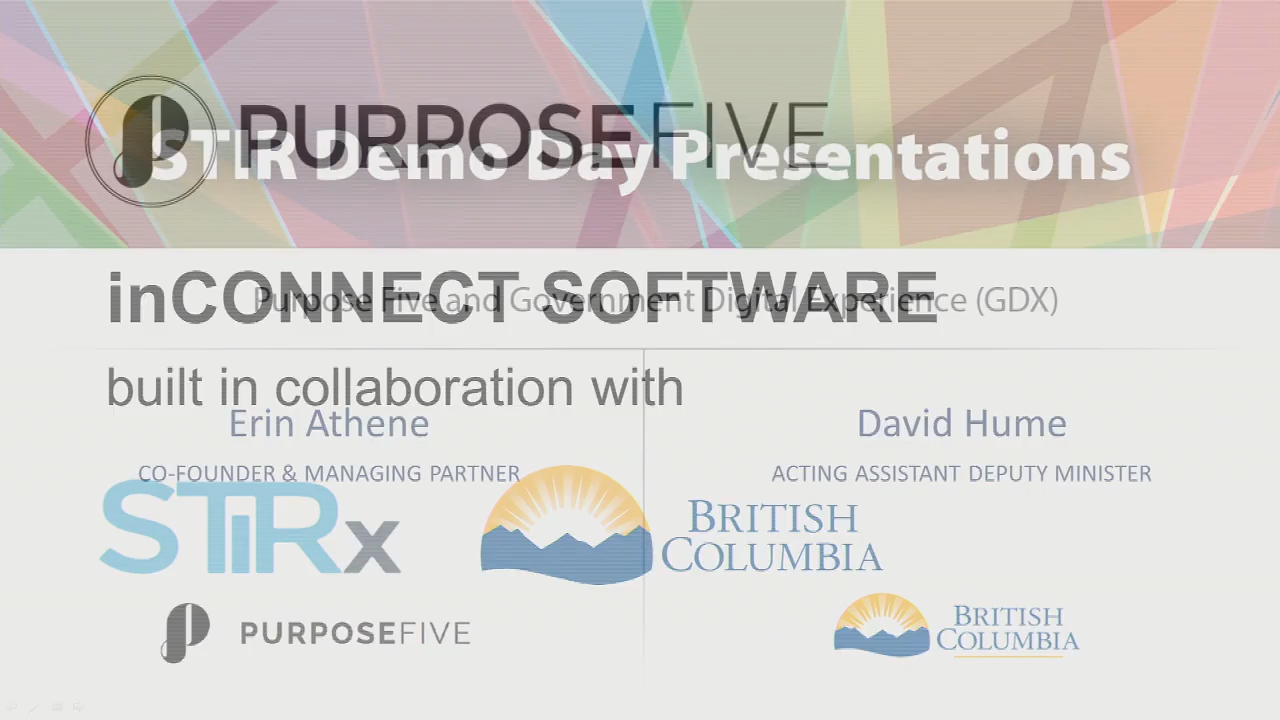 PURPOSEFIVE
STIR Demo Day Presentations
inCONNECT SOFTWARE
Purpose Five and Government Digital Experience (GDX)
built in collaboration with
Erin Athene
David Hume
CO-FOUNDER & MANAGING PARTNER
ACTING ASSISTANT DEPUTY MINISTER
STiRx
BRITISH
COLUMBIA
PURPOSEFIVE
BRITISH
COLUMBIA